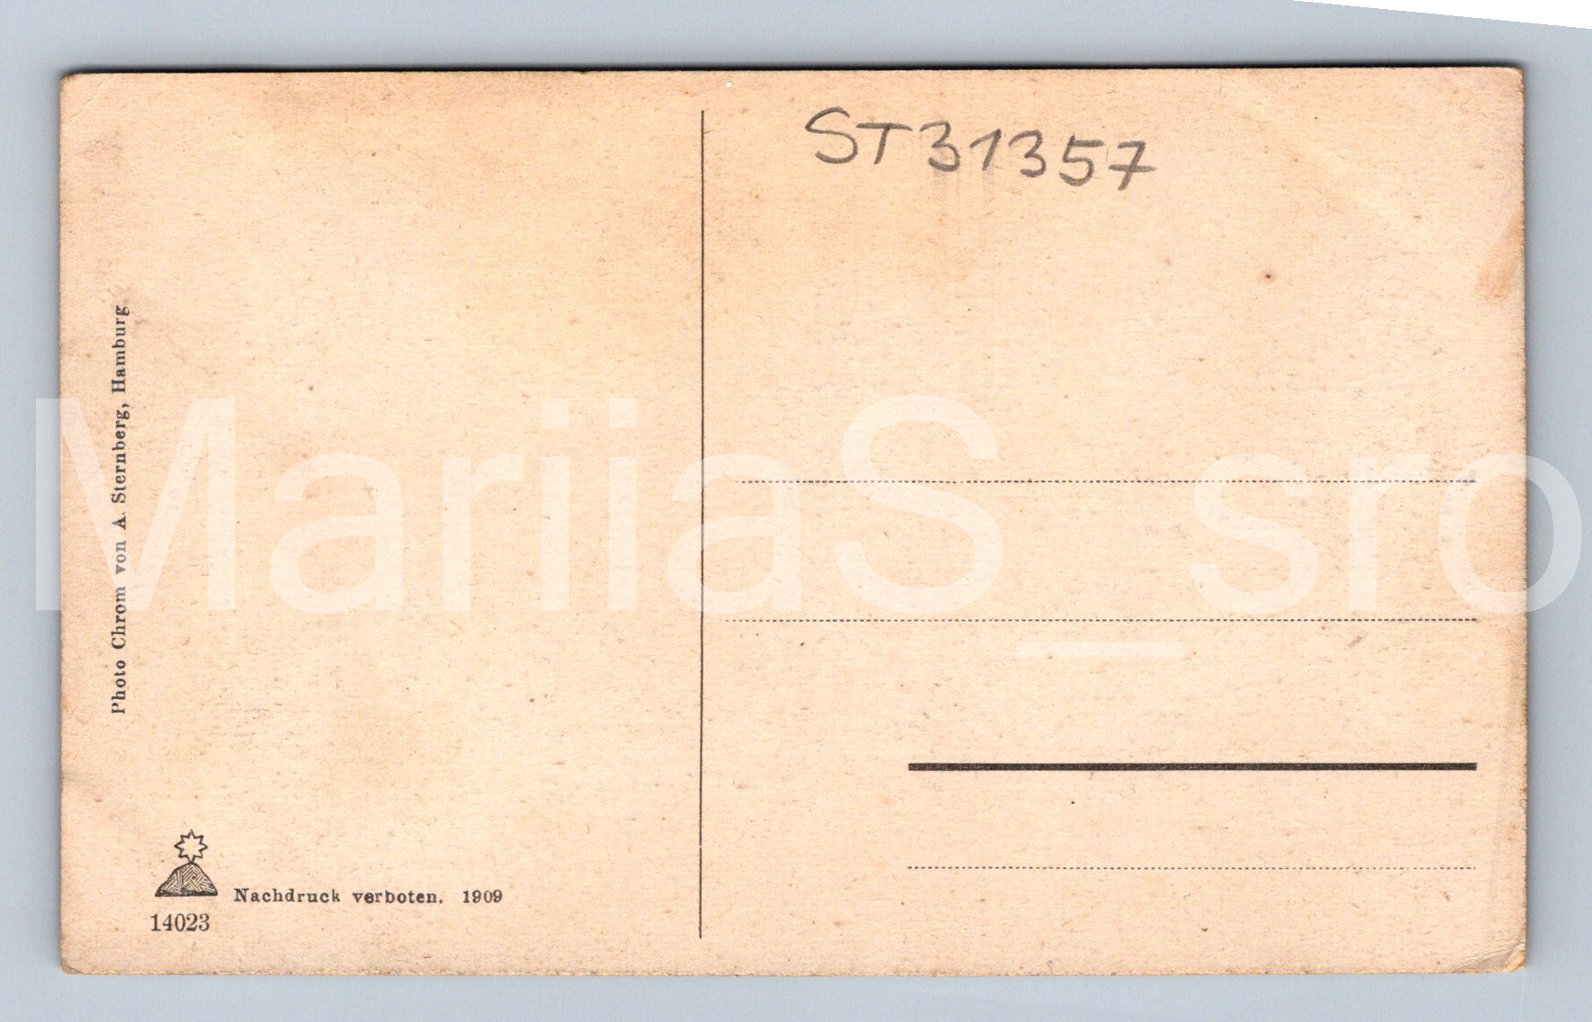 ST31357
Photo Chrom von A. Sternberg, Hamburg
MariiaS_sro
Nachdruck verboten. 1909
14023